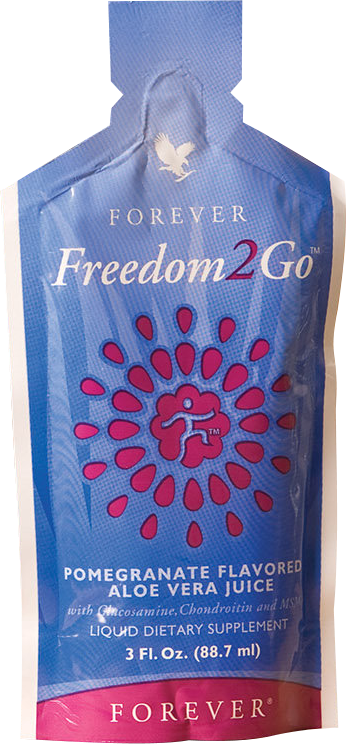 FOREVER
Freedom2Go™
TM
POMEGRANATE FLAVORED
ALOE VERA JUICE
with Glucosamine, Chondroitin and MSM
LIQUID DIETARY SUPPLEMENT
3 Fl. Oz. (88.7 ml)
FOREVER®